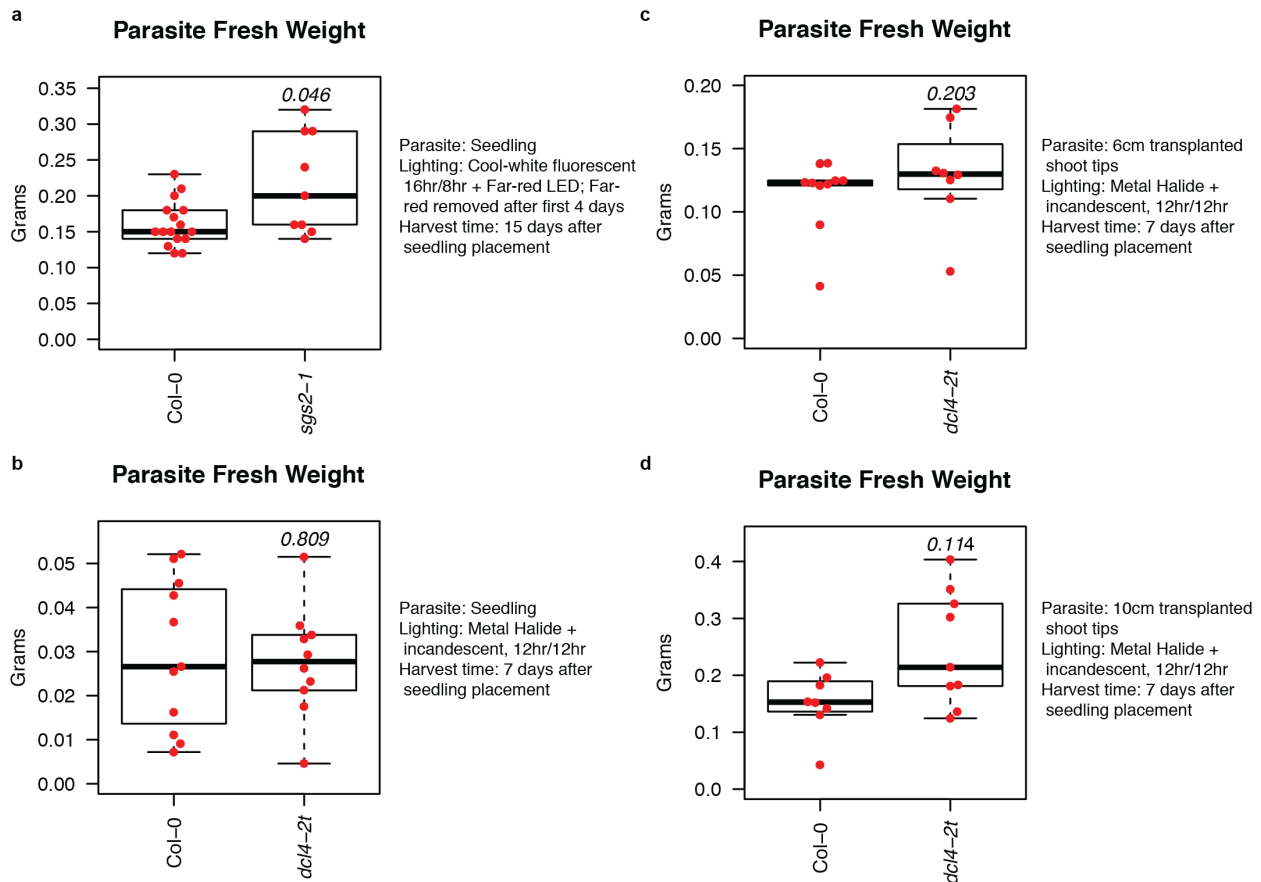 a
Parasite Fresh Weight
0.35
0.30
0.25
0.20
0.15
0.10
0.05
0.00
Grams
0.046
Col−0
sgs2−1
Parasite: Seedling
Lighting: Cool-white fluorescent
16hr/8hr + Far-red LED; Far-
red removed after first 4 days
Harvest time: 15 days after
seedling placement
b
Parasite Fresh Weight
0.05
0.04
0.03
0.02
0.01
0.00
Grams
0.809
Col−0
dcl4−2t
Parasite: Seedling
Lighting: Metal Halide +
incandescent, 12hr/12hr
Harvest time: 7 days after
seedling placement
c
Parasite Fresh Weight
0.20
0.15
0.10
0.05
0.00
Grams
0.203
Col−0
dcl4−2t
Parasite: 6cm transplanted
shoot tips
Lighting: Metal Halide +
incandescent, 12hr/12hr
Harvest time: 7 days after
seedling placement
d
Parasite Fresh Weight
0.4
0.3
0.2
0.1
0.0
Grams
0.114
Col−0
dcl4−2t
Parasite: 10cm transplanted
shoot tips
Lighting: Metal Halide +
incandescent, 12hr/12hr
Harvest time: 7 days after
seedling placement